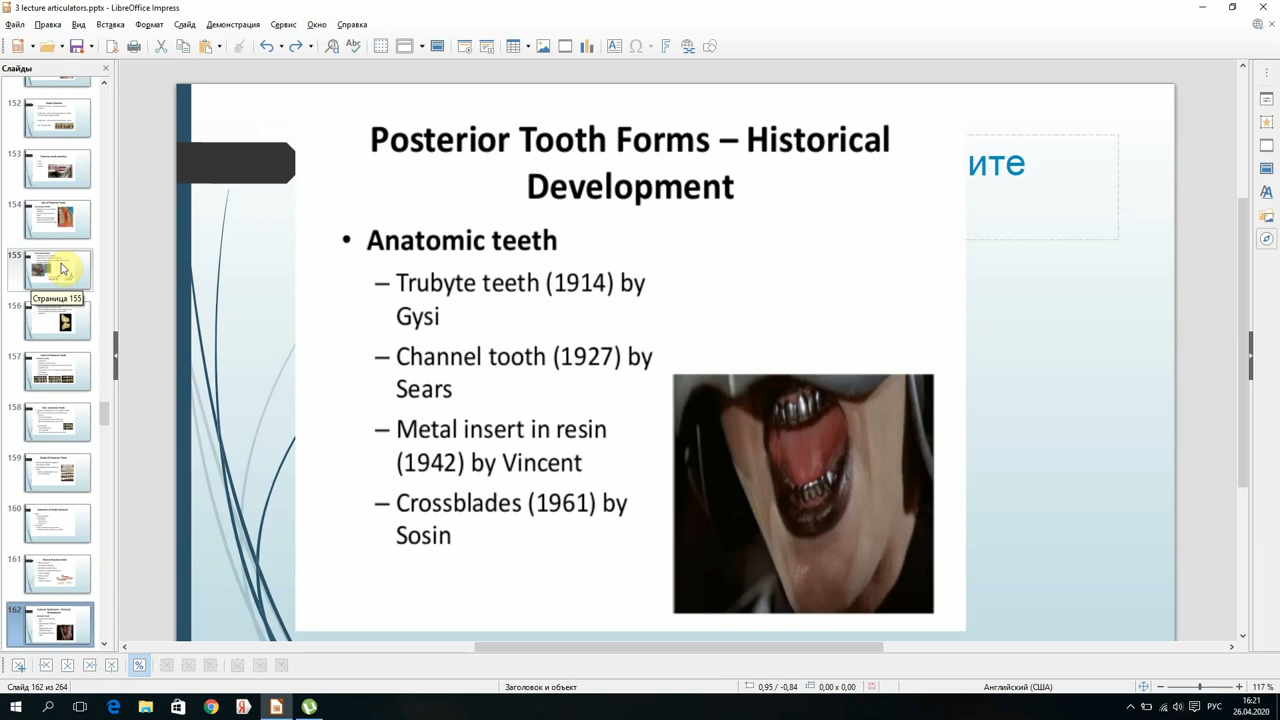 3 lecture articulators.pptx - LibreOffice Impress
Файл Правка Вид Вставка Формат Слайд Демонстрация Сервис Окно Справка
Слайды
152
153
154
155
Страница 155
156
157
158
159
160
161
162
Posterior Tooth Forms – Historical
Development
ите
• Anatomic teeth
– Trubyte teeth (1914) by
Gysi
– Channel tooth (1927) by
Sears
– Metal insert in resin
(1942) by Vincent
– Crossblades (1961) by
Sosin
Слайд 162 из 264
Заголовок и объект
0,95 / -0,84
0,00 x 0,00
Английский (США)
117 %
РУС
16:21
26.04.2020